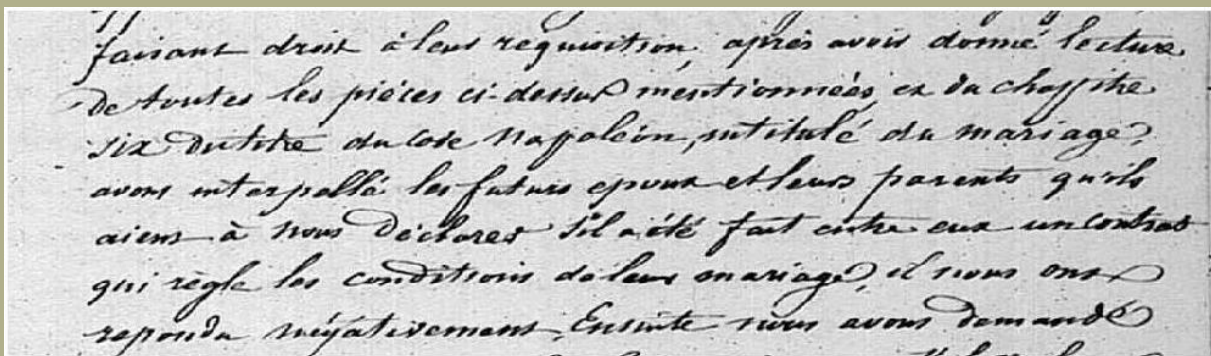 faisant droit à leur requisition, après avoir donné lecture
de toutes les pièces ci-dessus mentionnées, et du chapitre
six du titre du Code Napoléon, intitulé du mariage,
avons interpellé les futurs epoux et leurs parents qu'ils
aient à nous Déclarer s'il a été fait entre eux un contrat
qui règle les conditions de leur mariage, il nous ont
repondu négativement, Ensuite nous avons demandé